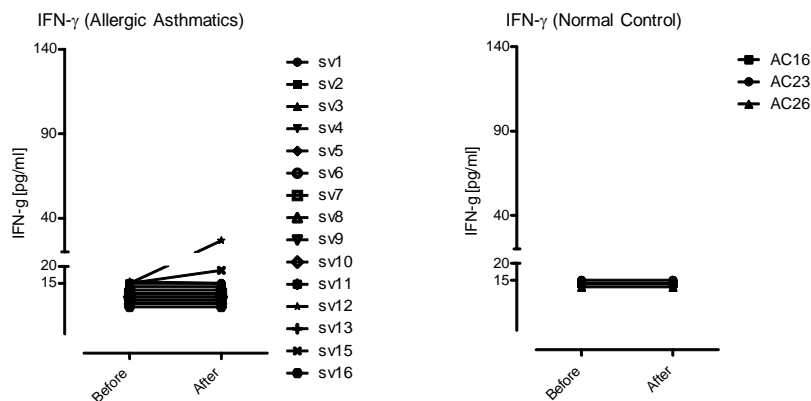 IFN-γ (Allergic Asthmatics)
140
90
40
20
15
IFN-g [pg/ml]
Before
After
sv1
sv2
sv3
sv4
sv5
sv6
sv7
sv8
sv9
sv10
sv11
sv12
sv13
sv15
sv16
IFN-γ (Normal Control)
140
90
40
20
15
IFN-g [pg/ml]
Before
After
AC16
AC23
AC26